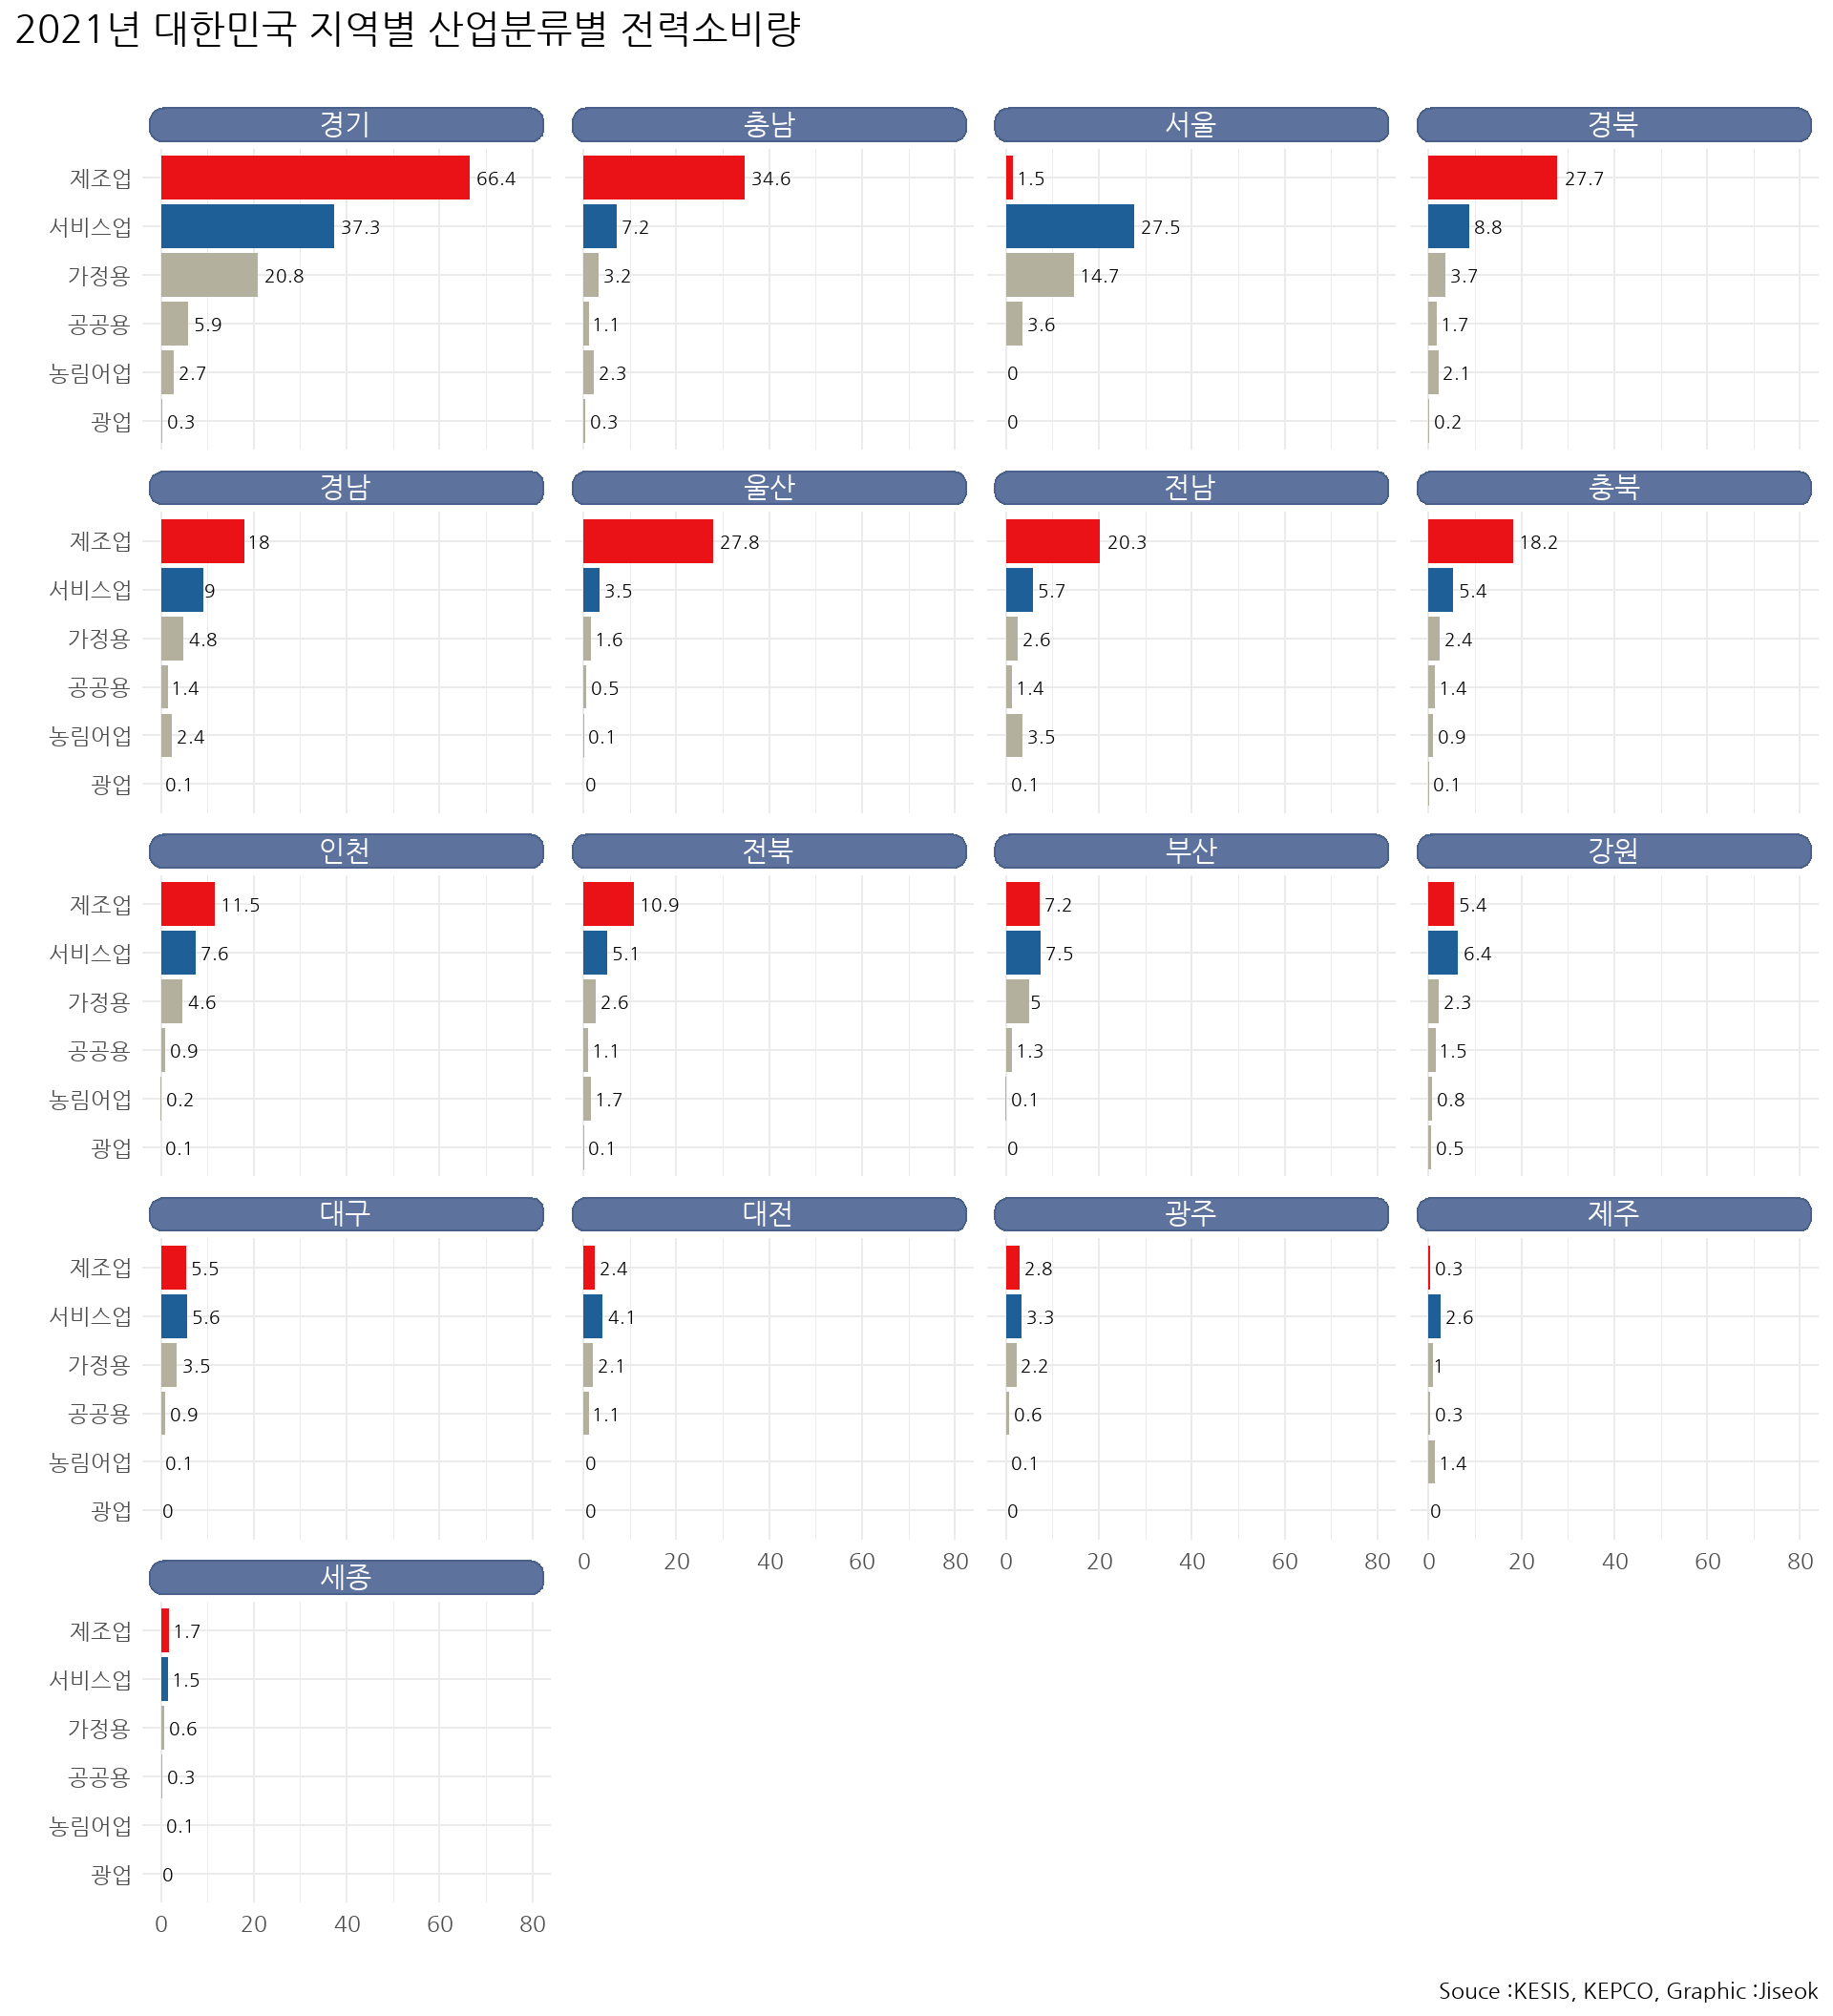 2021년 대한민국 지역별 산업분류별 전력소비량
경기 충남 서울 경북
제조업 66.4 34.6 1.5 27.7
서비스업 37.3 7.2 27.5 8.8
가정용 20.8 3.2 14.7 3.7
공공용 5.9 1.1 3.6 1.7
농림어업 2.7 2.3 0 2.1
광업 0.3 0.3 0 0.2
경남 울산 전남 충북
제조업 18 27.8 20.3 18.2
서비스업 9 3.5 5.7 5.4
가정용 4.8 1.6 2.6 2.4
공공용 1.4 0.5 1.4 1.4
농림어업 2.4 0.1 3.5 0.9
광업 0.1 0 0.1 0.1
인천 전북 부산 강원
제조업 11.5 10.9 7.2 5.4
서비스업 7.6 5.1 7.5 6.4
가정용 4.6 2.6 5 2.3
공공용 0.9 1.1 1.3 1.5
농림어업 0.2 1.7 0.1 0.8
광업 0.1 0.1 0 0.5
대구 대전 광주 제주
제조업 5.5 2.4 2.8 0.3
서비스업 5.6 4.1 3.3 2.6
가정용 3.5 2.1 2.2 1
공공용 0.9 1.1 0.6 0.3
농림어업 0.1 0 0.1 1.4
광업 0 0 0 0
0 20 40 60 80 0 20 40 60 80 0 20 40 60 80
세종
제조업 1.7
서비스업 1.5
가정용 0.6
공공용 0.3
농림어업 0.1
광업 0
0 20 40 60 80
Souce :KESIS, KEPCO, Graphic :Jiseok